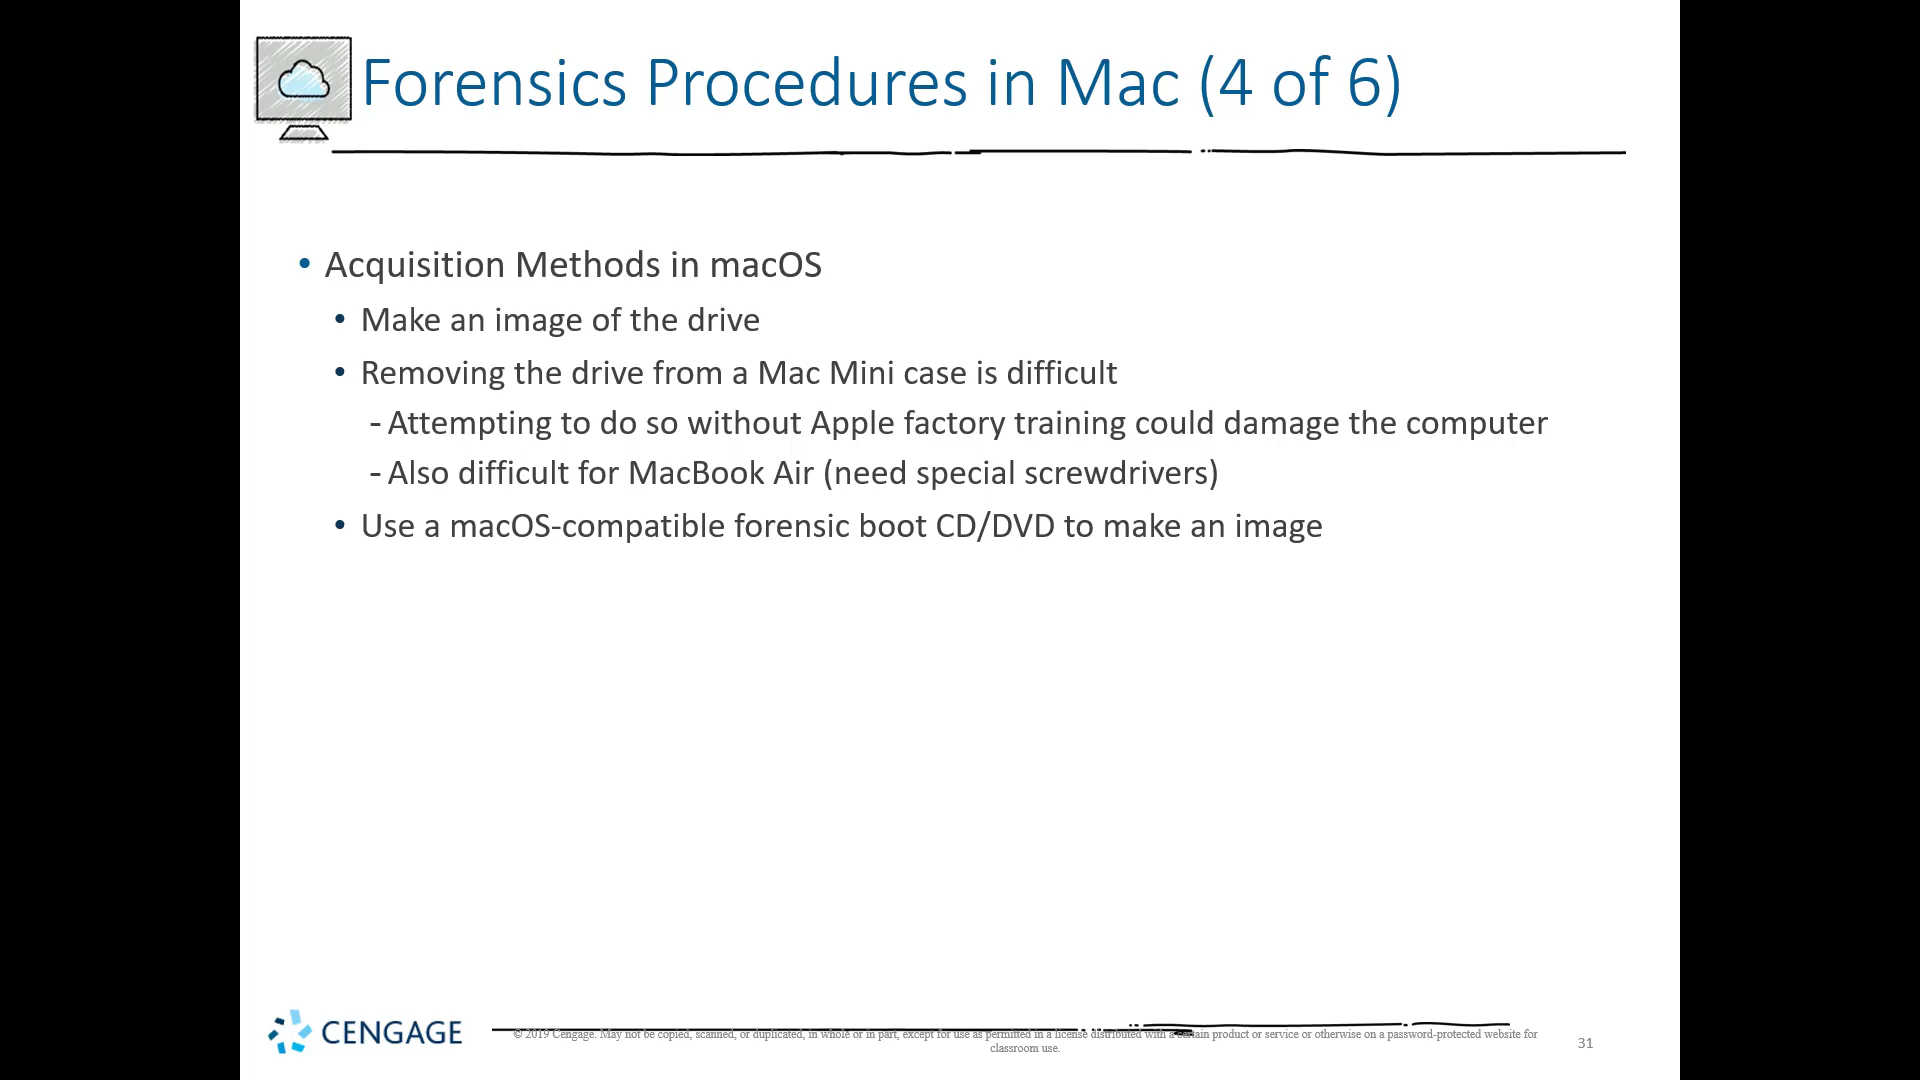 Forensics Procedures in Mac (4 of 6)
• Acquisition Methods in macOS
• Make an image of the drive
• Removing the drive from a Mac Mini case is difficult
- Attempting to do so without Apple factory training could damage the computer
- Also difficult for MacBook Air (need special screwdrivers)
• Use a macOS-compatible forensic boot CD/DVD to make an image
CENGAGE
© 2019 Cengage. May not be copied, scanned, or duplicated, in whole or in part, except for use as permitted in a license distributed with a certain product or service or otherwise on a password-protected website for
classroom use.
31